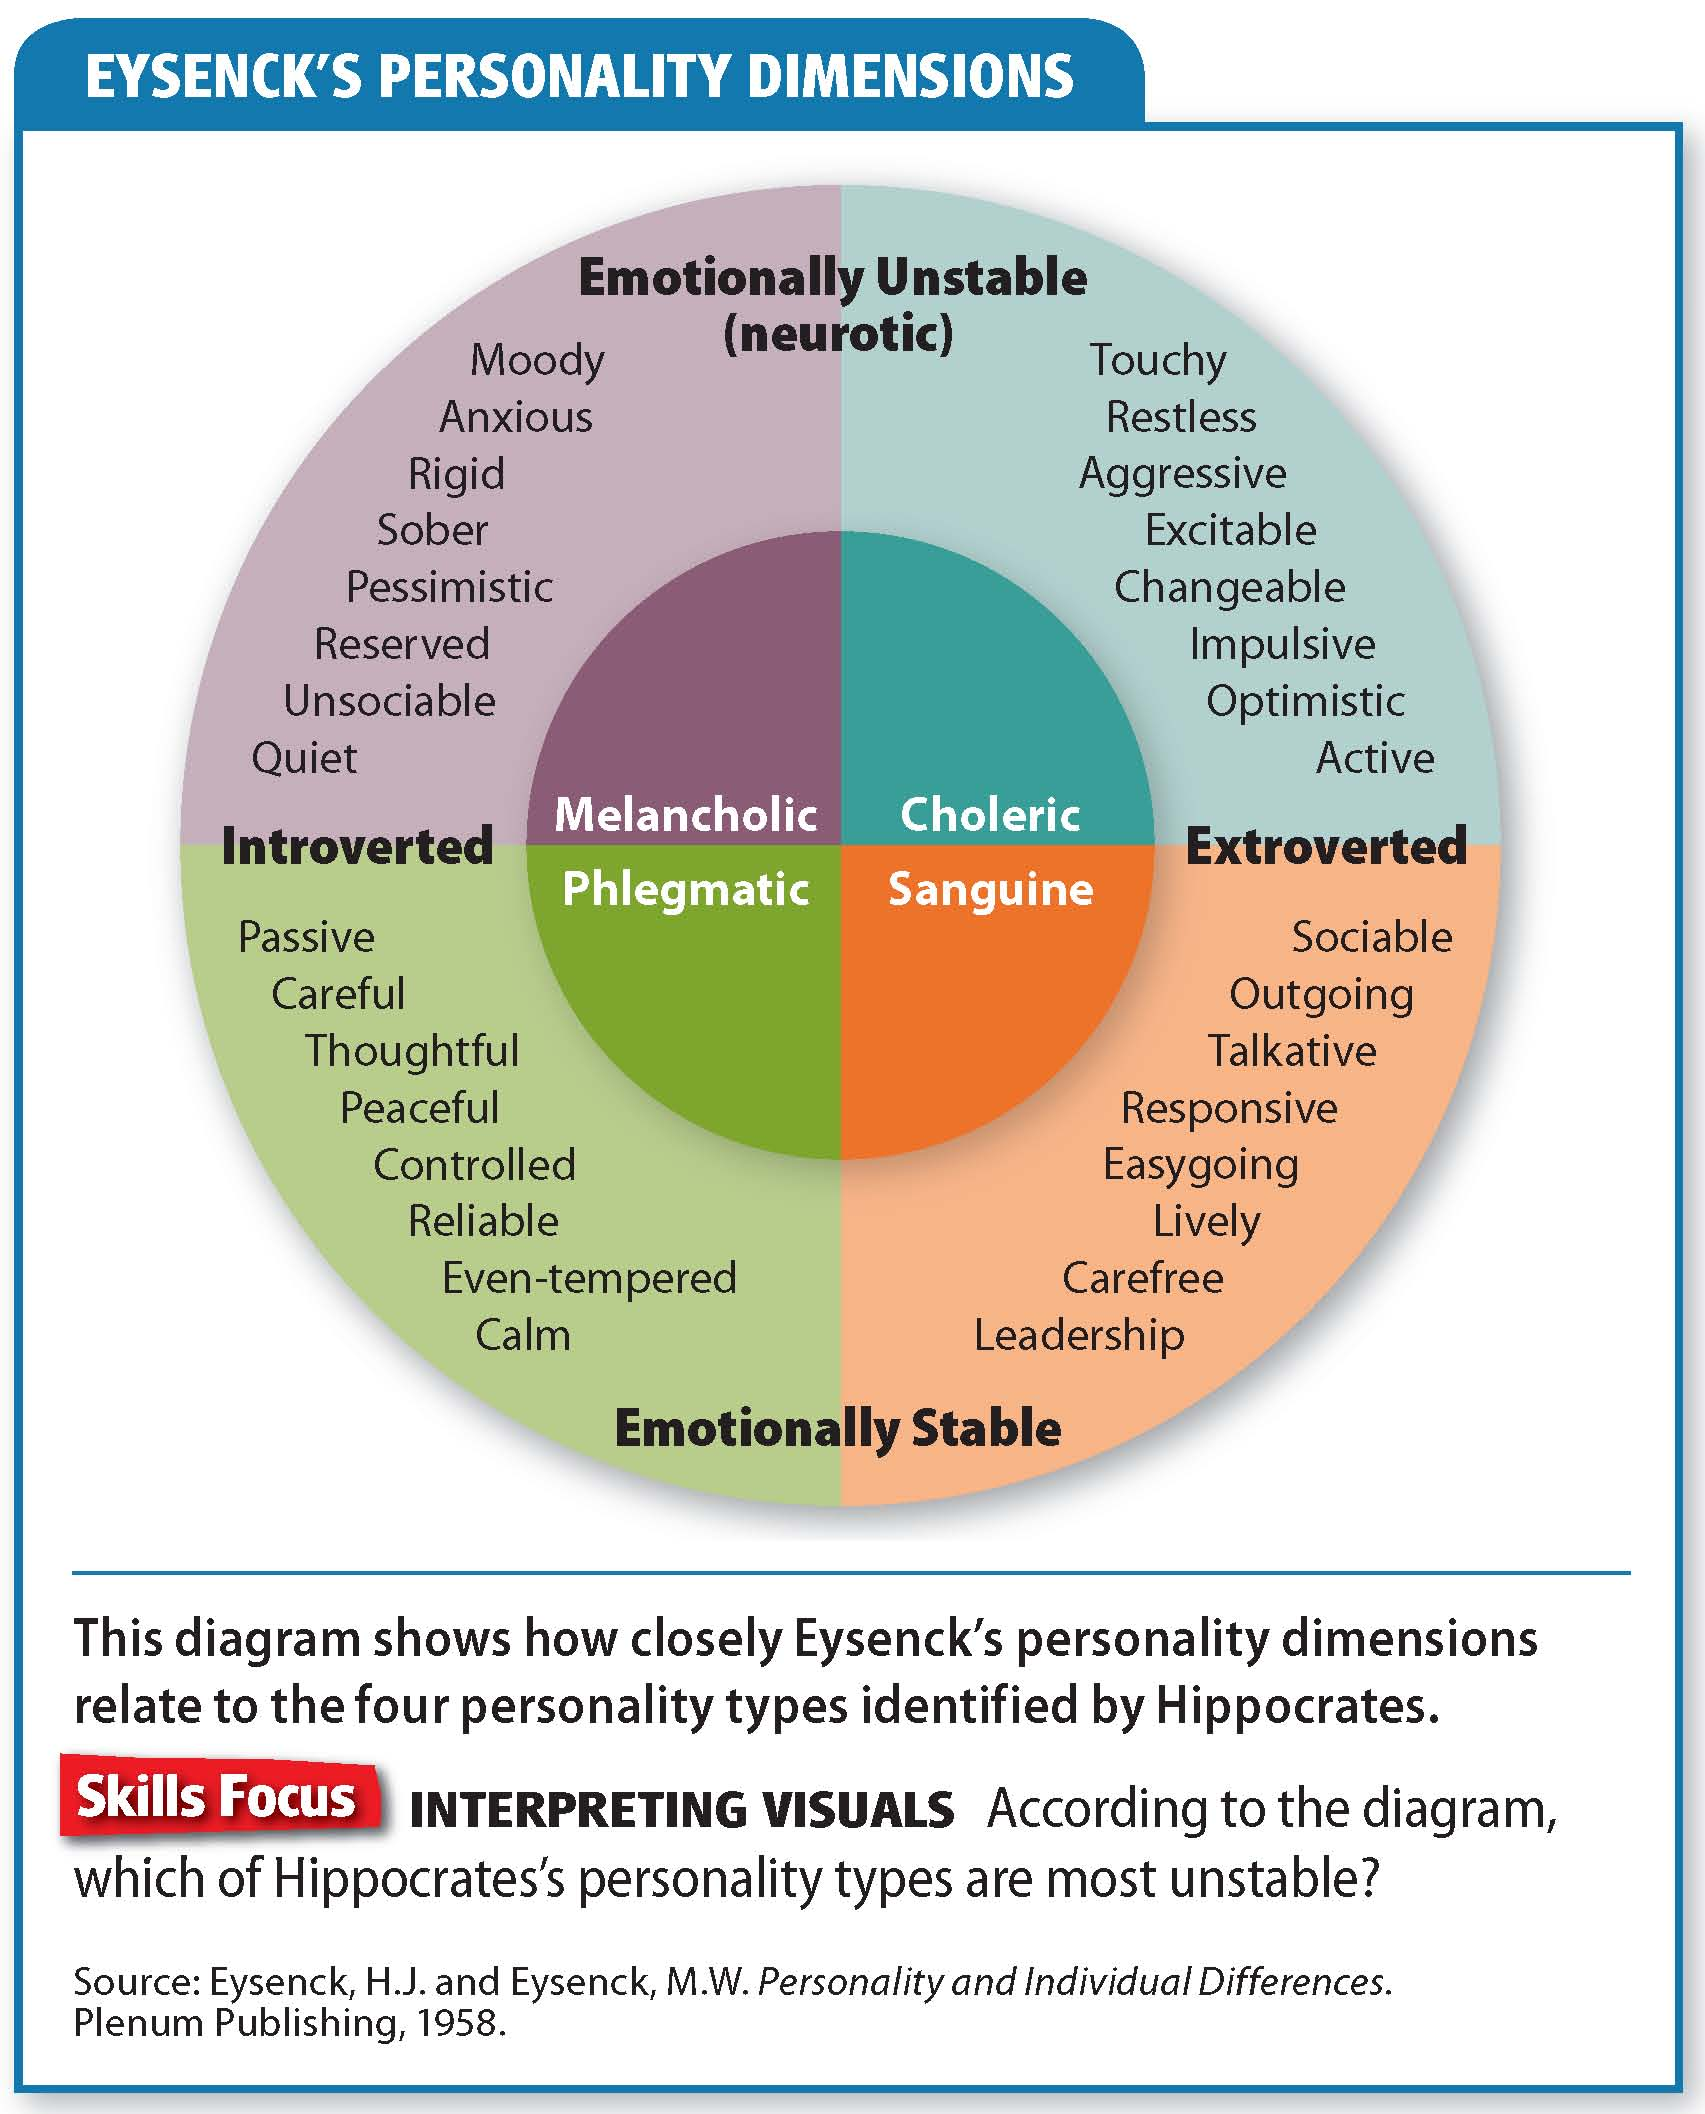 EYSENCK’S PERSONALITY DIMENSIONS
Emotionally Unstable
(neurotic)
Moody
Anxious
Rigid
Sober
Pessimistic
Reserved
Unsociable
Quiet
Touchy
Restless
Aggressive
Excitable
Changeable
Impulsive
Optimistic
Active
Melancholic
Choleric
Introverted
Extroverted
Phlegmatic
Sanguine
Passive
Careful
Thoughtful
Peaceful
Controlled
Reliable
Even-tempered
Calm
Sociable
Outgoing
Talkative
Responsive
Easygoing
Lively
Carefree
Leadership
Emotionally Stable
This diagram shows how closely Eysenck’s personality dimensions
relate to the four personality types identified by Hippocrates.
Skills Focus INTERPRETING VISUALS According to the diagram,
which of Hippocrates’s personality types are most unstable?
Source: Eysenck, H.J. and Eysenck, M.W. Personality and Individual Differences.
Plenum Publishing, 1958.